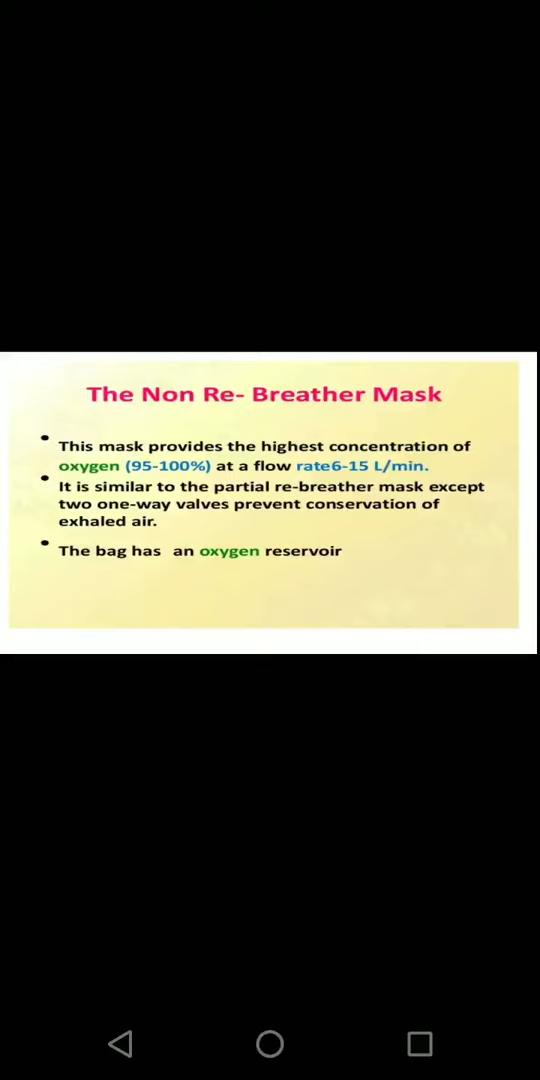 The Non Re- Breather Mask
• This mask provides the highest concentration of
oxygen (95-100%) at a flow rate6-15 L/min.
• It is similar to the partial re-breather mask except
two one-way valves prevent conservation of
exhaled air.
• The bag has an oxygen reservoir